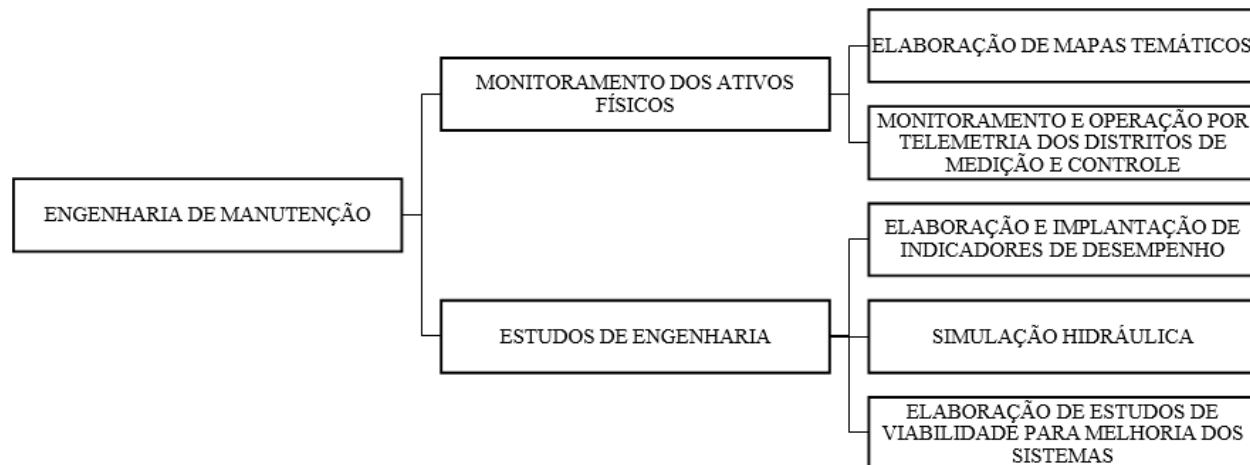 ENGENHARIA DE MANUTENÇÃO
MONITORAMENTO DOS ATIVOS
FÍSICOS
ELABORAÇÃO DE MAPAS TEMÁTICOS
MONITORAMENTO E OPERAÇÃO POR
TELEMETRIA DOS DISTRITOS DE
MEDIÇÃO E CONTROLE
ESTUDOS DE ENGENHARIA
ELABORAÇÃO E IMPLANTAÇÃO DE
INDICADORES DE DESEMPENHO
SIMULAÇÃO HIDRÁULICA
ELABORAÇÃO DE ESTUDOS DE
VIABILIDADE PARA MELHORIA DOS
SISTEMAS